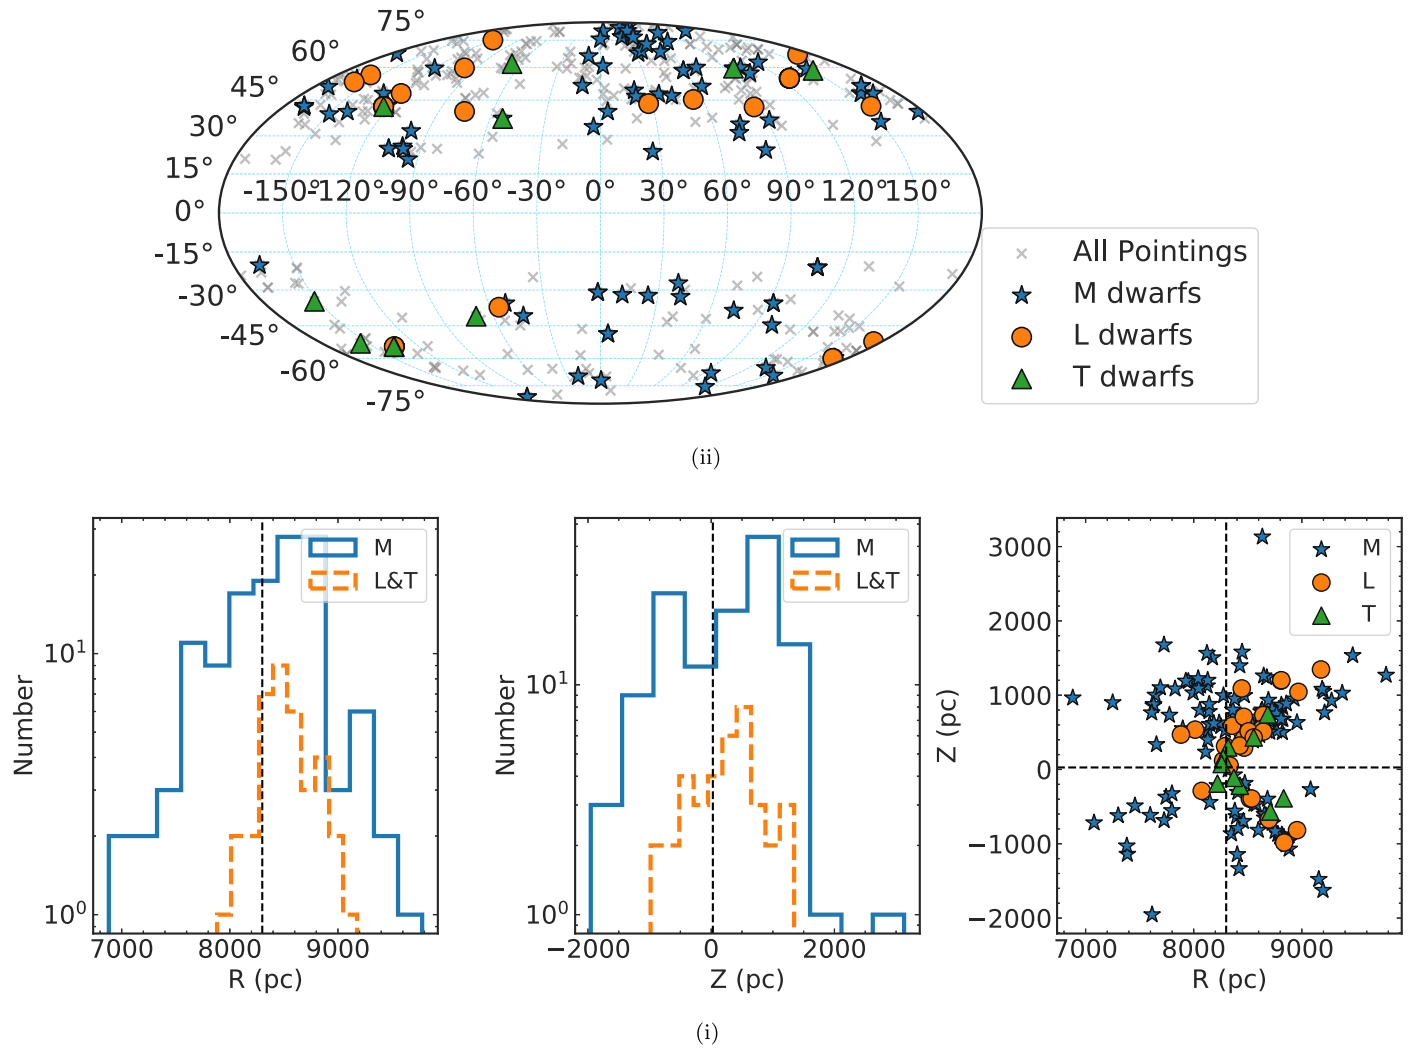 75°
60°
45°
30°
15°
0°
-15°
-30°
-45°
-60°
-75°
-150° -120° -90° -60° -30° 0° 30° 60° 90° 120° 150°
All Pointings
M dwarfs
L dwarfs
T dwarfs
(ii)
M
L&T
10¹
10⁰
Number
7000 8000 9000
R (pc)
M
L&T
10¹
10⁰
Number
−2000 0 2000
Z (pc)
M
L
T
3000
2000
1000
0
−1000
−2000
Z (pc)
7000 8000 9000
R (pc)
(i)